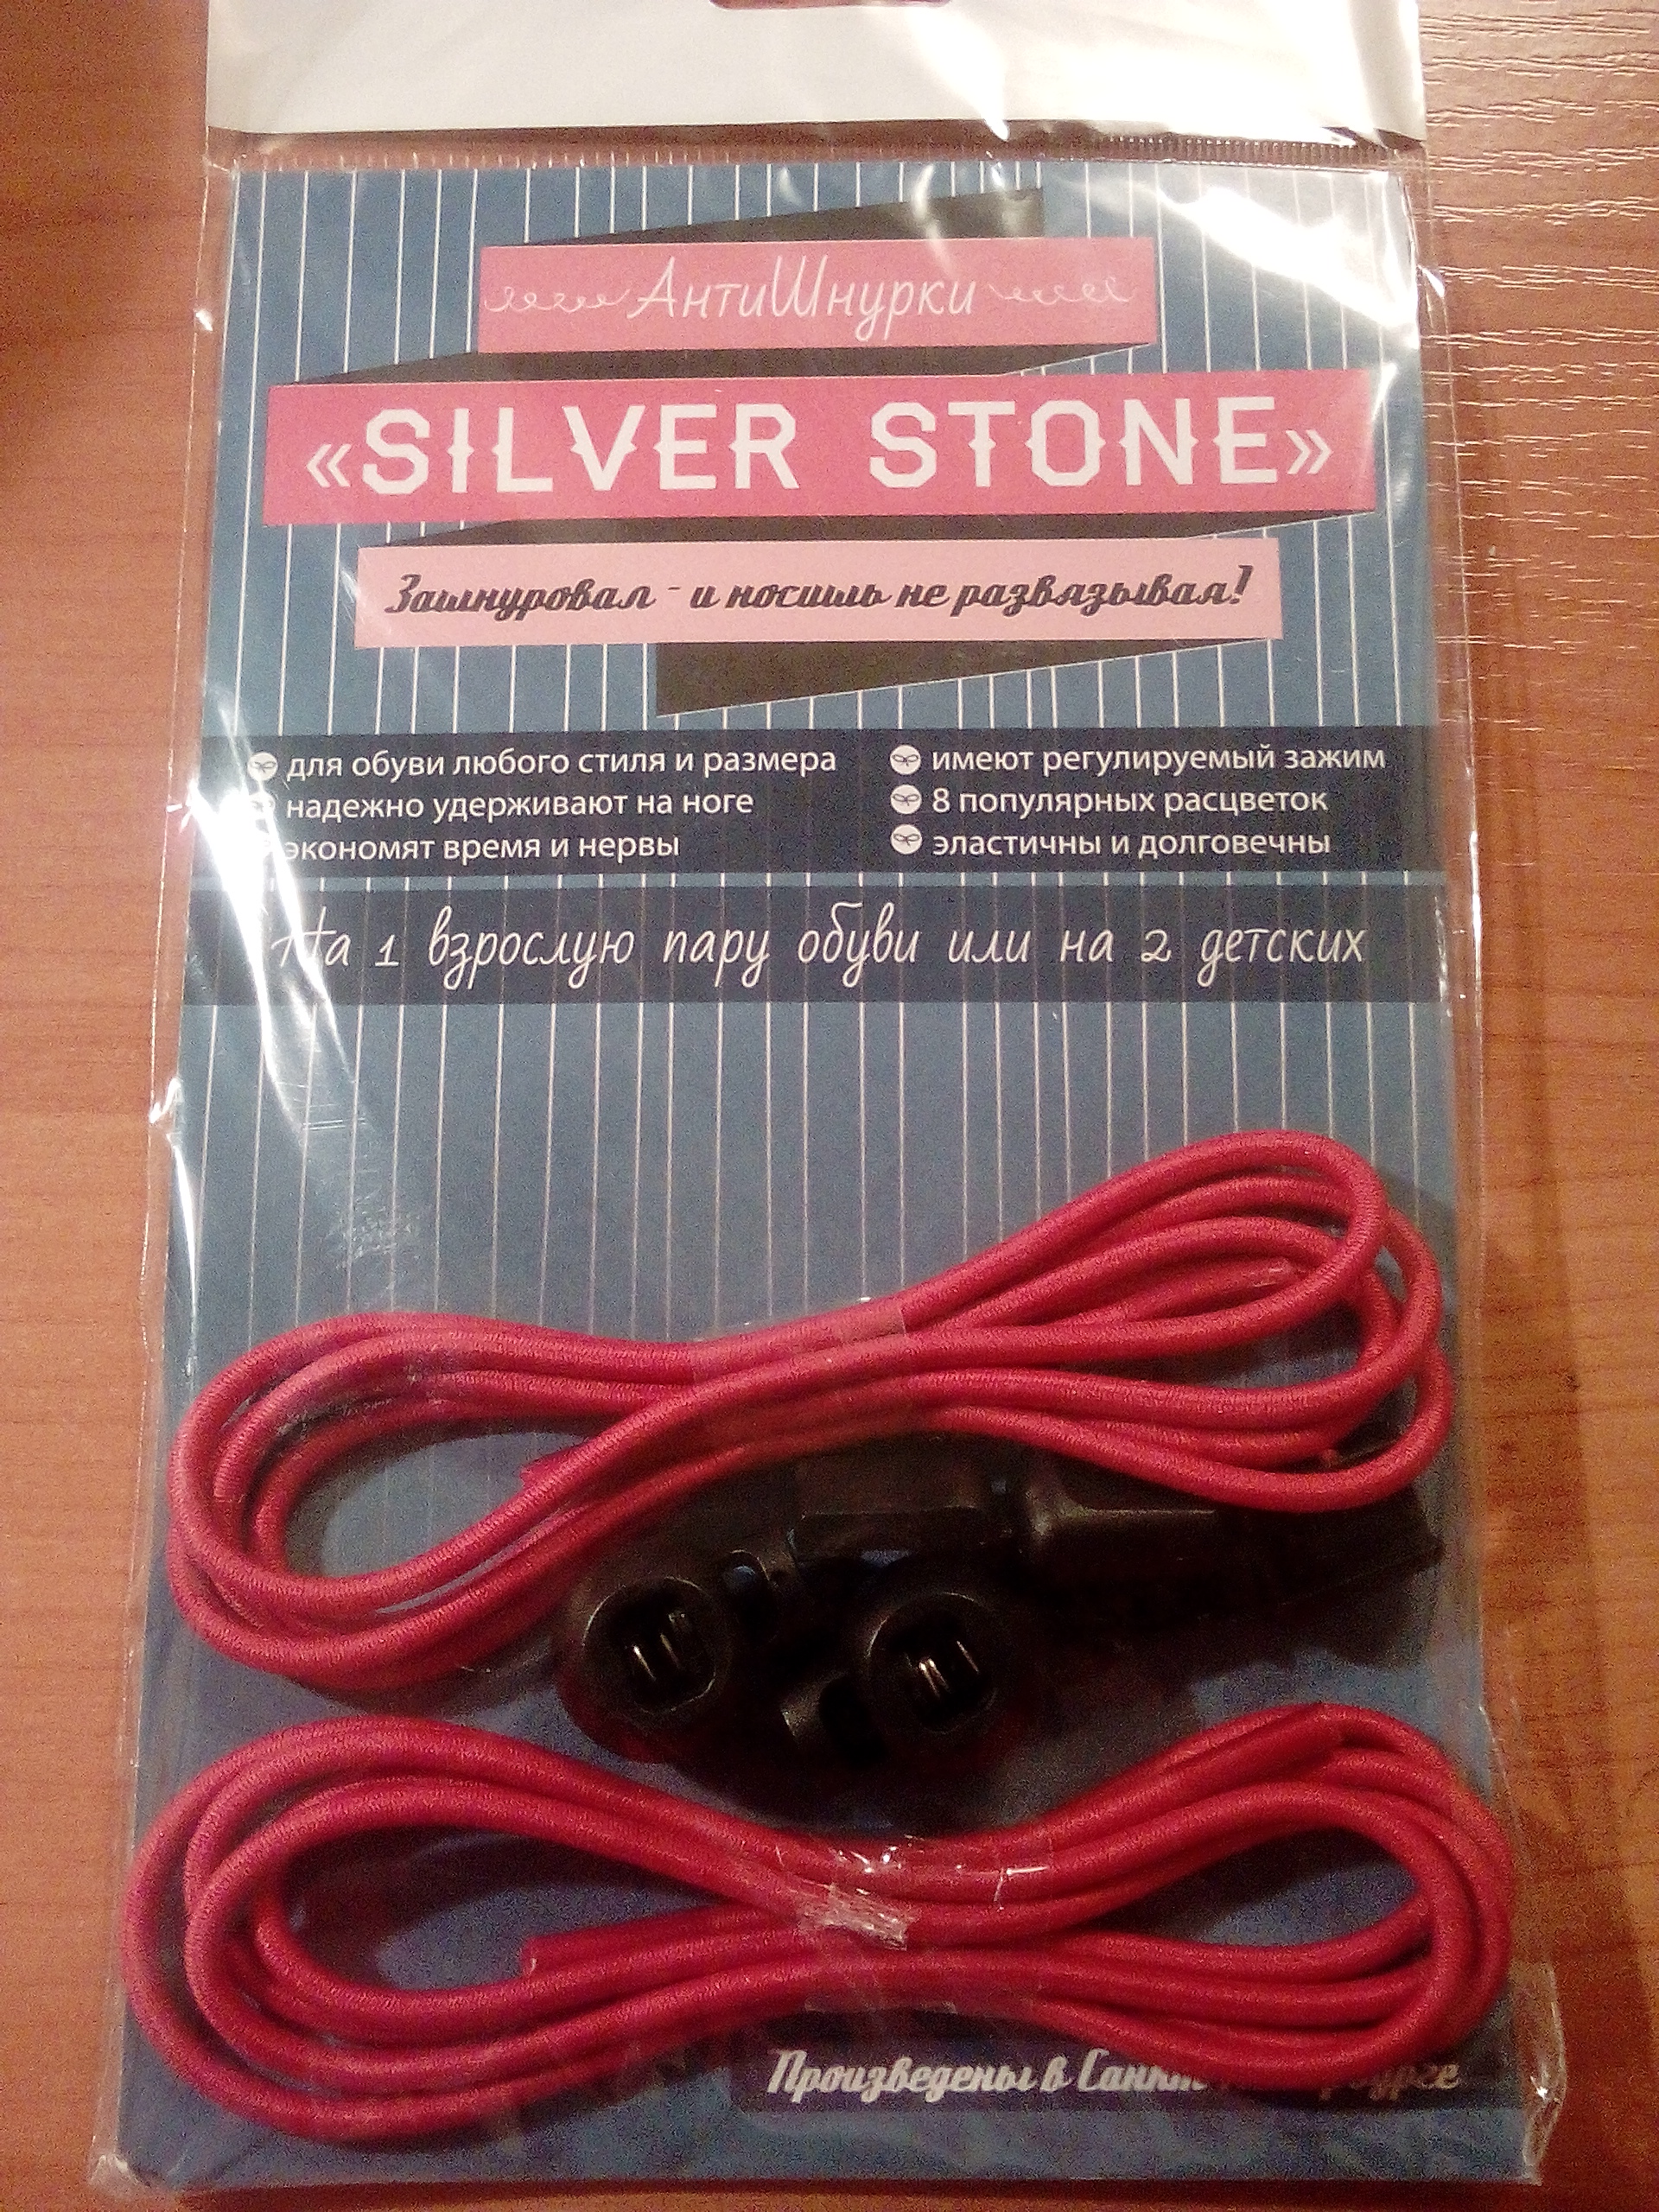 АнтиШнурки
«SILVER STONE»
Зашнуровал - и носишь не развязывая!
для обуви любого стиля и размера
надежно удерживают на ноге
экономят время и нервы
имеют регулируемый зажим
8 популярных расцветок
эластичны и долговечны
На 1 взрослую пару обуви или на 2 детских
Произведены в